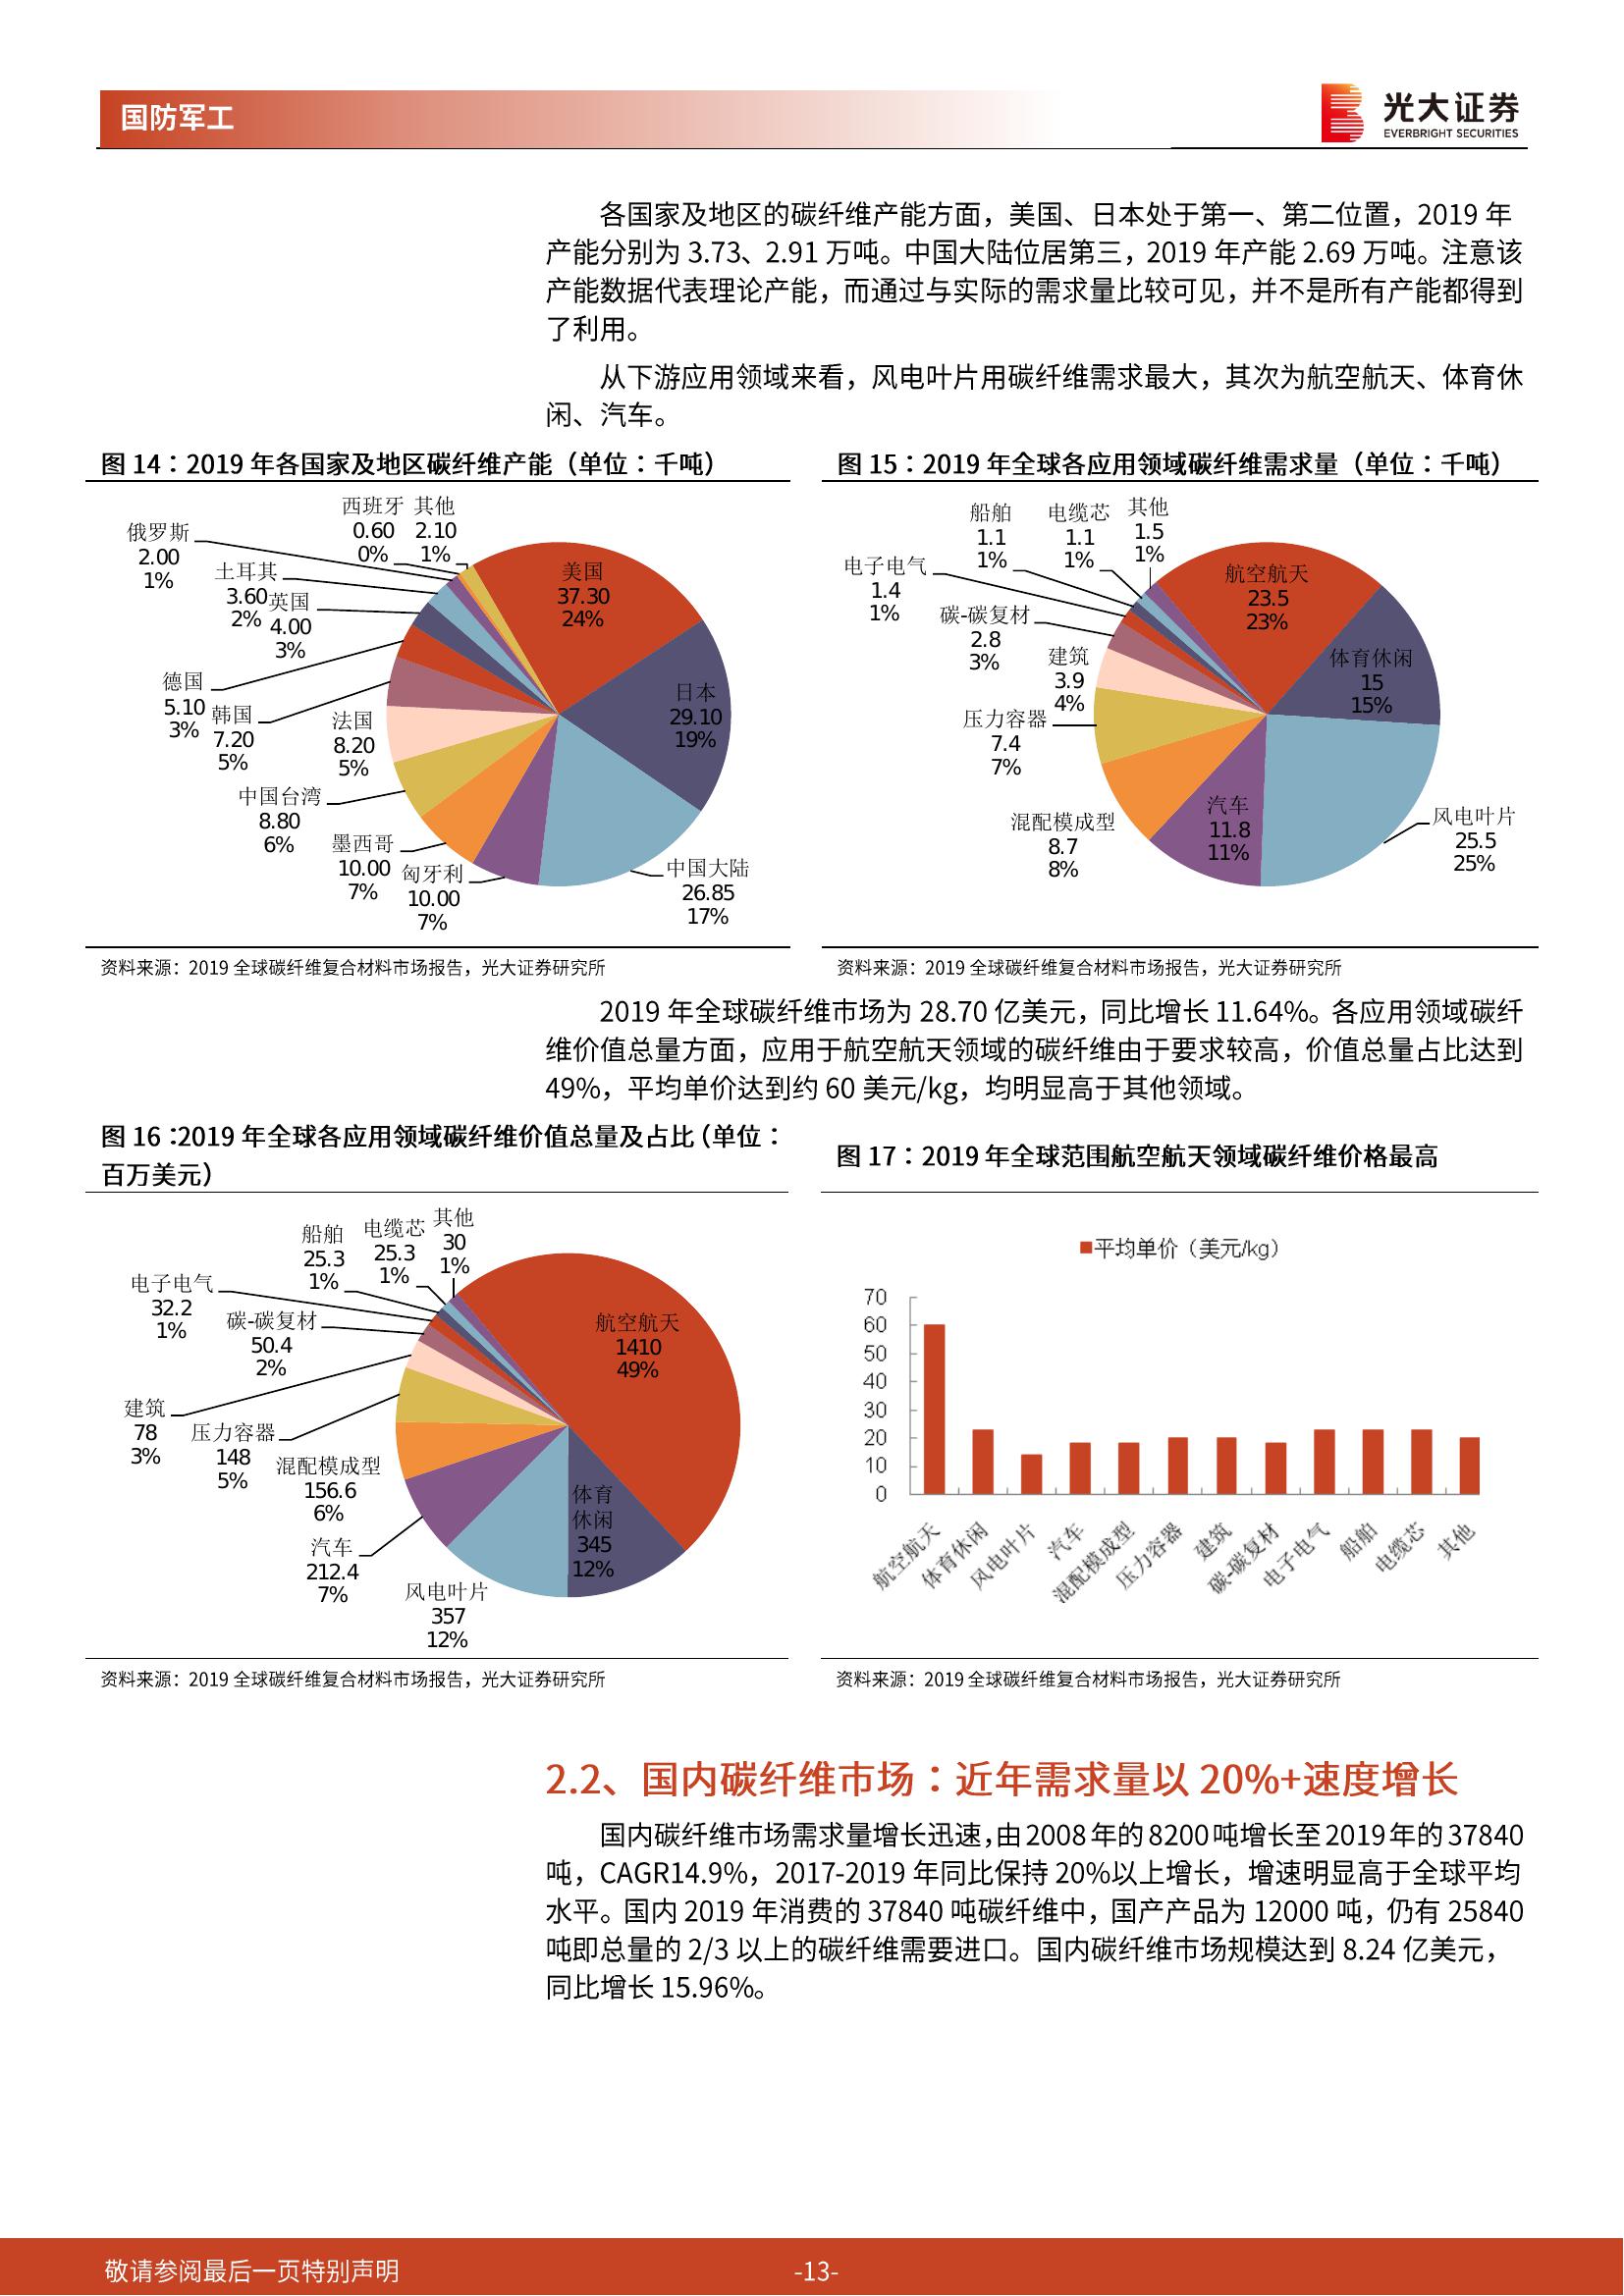 国防军工
光大证券
EVERBRIGHT SECURITIES
各国家及地区的碳纤维产能方面，美国、日本处于第一、第二位置，2019 年
产能分别为 3.73、2.91 万吨。中国大陆位居第三，2019 年产能 2.69 万吨。注意该
产能数据代表理论产能，而通过与实际的需求量比较可见，并不是所有产能都得到
了利用。
从下游应用领域来看，风电叶片用碳纤维需求最大，其次为航空航天、体育休
闲、汽车。
图 14：2019 年各国家及地区碳纤维产能（单位：千吨）
美国
37.30
24%
日本
29.10
19%
中国大陆
26.85
17%
匈牙利
10.00
7%
墨西哥
10.00
7%
中国台湾
8.80
6%
法国
8.20
5%
韩国
7.20
5%
德国
5.10
3%
英国
4.00
3%
土耳其
3.60
2%
俄罗斯
2.00
1%
西班牙
0.60
0%
其他
2.10
1%
资料来源：2019 全球碳纤维复合材料市场报告，光大证券研究所
图 15：2019 年全球各应用领域碳纤维需求量（单位：千吨）
航空航天
23.5
23%
体育休闲
15
15%
风电叶片
25.5
25%
汽车
11.8
11%
混配模成型
8.7
8%
压力容器
7.4
7%
建筑
3.9
4%
碳-碳复材
2.8
3%
电子电气
1.4
1%
船舶
1.1
1%
电缆芯
1.1
1%
其他
1.5
1%
资料来源：2019 全球碳纤维复合材料市场报告，光大证券研究所
2019 年全球碳纤维市场为 28.70 亿美元，同比增长 11.64%。各应用领域碳纤
维价值总量方面，应用于航空航天领域的碳纤维由于要求较高，价值总量占比达到
49%，平均单价达到约 60 美元/kg，均明显高于其他领域。
图 16：2019 年全球各应用领域碳纤维价值总量及占比（单位：
百万美元）
航空航天
1410
49%
体育
休闲
345
12%
风电叶片
357
12%
汽车
212.4
7%
混配模成型
156.6
6%
压力容器
148
5%
建筑
78
3%
碳-碳复材
50.4
2%
电子电气
32.2
1%
船舶
25.3
1%
电缆芯
25.3
1%
其他
30
1%
资料来源：2019 全球碳纤维复合材料市场报告，光大证券研究所
图 17：2019 年全球范围航空航天领域碳纤维价格最高
平均单价（美元/kg）
70
60
50
40
30
20
10
0
航空航天
体育休闲
风电叶片
汽车
混配模成型
压力容器
建筑
碳-碳复材
电子电气
船舶
电缆芯
其他
资料来源：2019 全球碳纤维复合材料市场报告，光大证券研究所
2.2、国内碳纤维市场：近年需求量以 20%+速度增长
国内碳纤维市场需求量增长迅速，由 2008 年的 8200 吨增长至 2019 年的 37840
吨，CAGR14.9%，2017-2019 年同比保持 20%以上增长，增速明显高于全球平均
水平。国内 2019 年消费的 37840 吨碳纤维中，国产产品为 12000 吨，仍有 25840
吨即总量的 2/3 以上的碳纤维需要进口。国内碳纤维市场规模达到 8.24 亿美元，
同比增长 15.96%。
敬请参阅最后一页特别声明
-13-